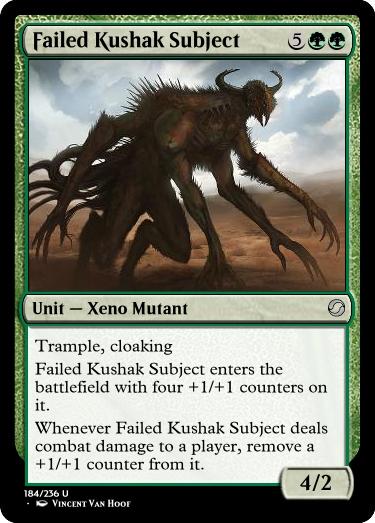 Failed Kushak Subject 5
Unit — Xeno Mutant
Trample, cloaking
Failed Kushak Subject enters the
battlefield with four +1/+1 counters on
it.
Whenever Failed Kushak Subject deals
combat damage to a player, remove a
+1/+1 counter from it.
4/2
184/236 U
· Vincent Van Hoof